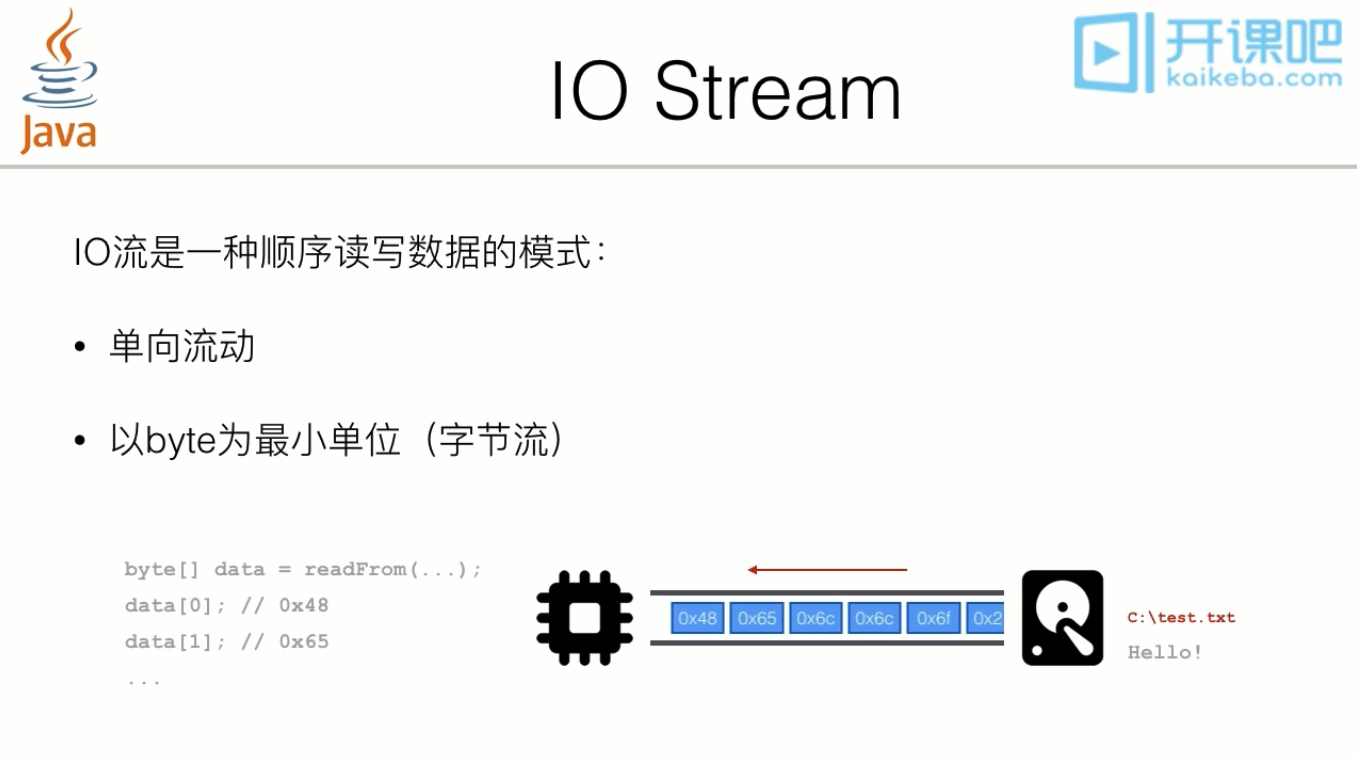 Java
开课吧
kaikeba.com
IO Stream
IO流是一种顺序读写数据的模式：
• 单向流动
• 以byte为最小单位（字节流）
byte[] data = readFrom(...);
data[0]; // 0x48
data[1]; // 0x65
...
0x48 0x65 0x6c 0x6c 0x6f 0x2
C:\test.txt
Hello!